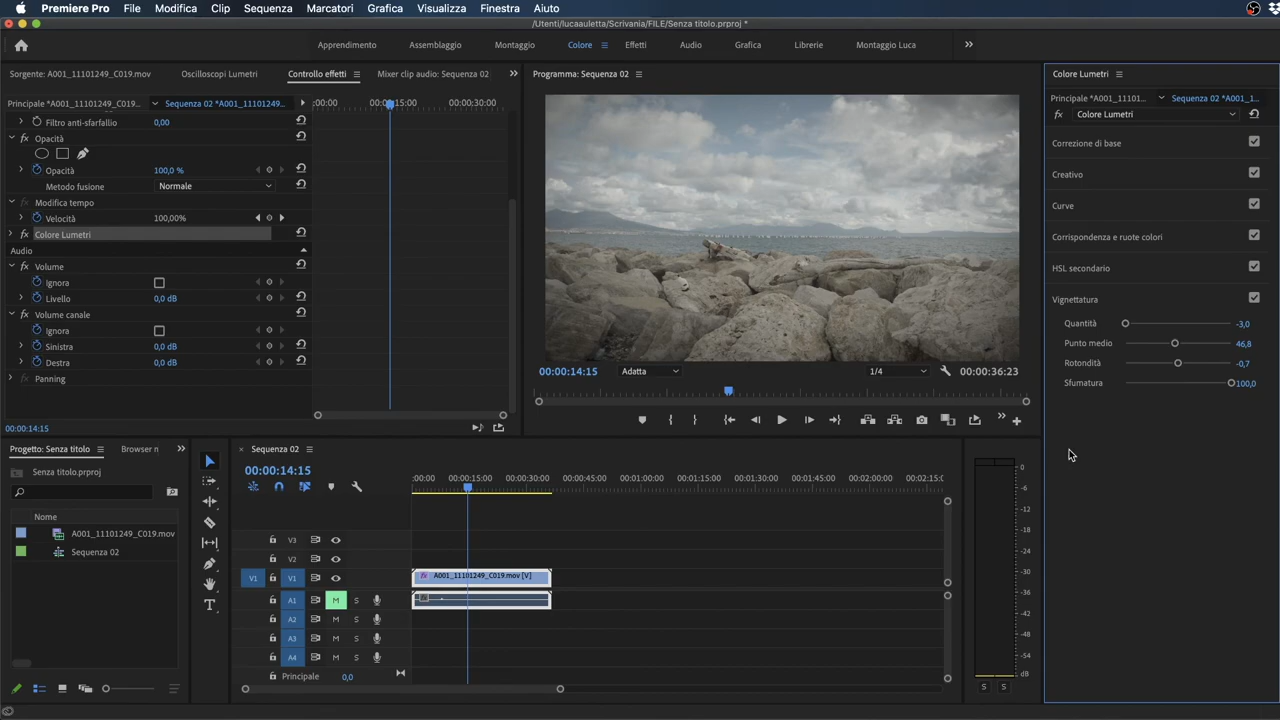 Premiere Pro File Modifica Clip Sequenza Marcatori Grafica Visualizza Finestra Aiuto
/Utenti/lucaauletta/Scrivania/FILE/Senza titolo.prproj *
Apprendimento Assemblaggio Montaggio Colore Effetti Audio Grafica Librerie Montaggio Luca
Sorgente: A001_11101249_C019.mov Oscilloscopi Lumetri Controllo effetti Mixer clip audio: Sequenza 02
Principale *A001_11101249_C019... Sequenza 02 *A001_11101249...
:00:00 00:00:15:00 00:00:30:00
Filtro anti-sfarfallio 0,00
Opacità
Opacità 100,0 %
Metodo fusione Normale
Modifica tempo
Velocità 100,00%
fx Colore Lumetri
Audio
fx Volume
Ignora
Livello 0,0 dB
fx Volume canale
Ignora
Sinistra 0,0 dB
Destra 0,0 dB
Panning
00:00:14:15
Programma: Sequenza 02
00:00:14:15 Adatta 1/4 00:00:36:23
Colore Lumetri
Principale *A001_1110... Sequenza 02 *A001_1...
fx Colore Lumetri
Correzione di base
Creativo
Curve
Corrispondenza e ruote colori
HSL secondario
Vignettatura
Quantità -3,0
Punto medio 46,8
Rotondità -0,7
Sfumatura 100,0
Progetto: Senza titolo Browser
Senza titolo.prproj
Nome
A001_11101249_C019.mov
Sequenza 02
Sequenza 02
00:00:14:15
:00:00 00:00:15:00 00:00:30:00 00:00:45:00 00:01:00:00 00:01:15:00 00:01:30:00 00:01:45:00 00:02:00:00 00:02:15:0
V3
V2
V1 V1 fx A001_11101249_C019.mov [V]
A1 M S
A2 M S
A3 M S
A4 M S
Principale 0,0
0
-6
-12
-18
-24
-30
-36
-42
-48
-54
dB
S S